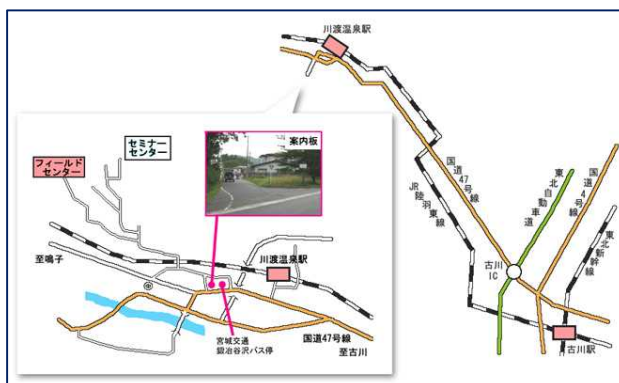 川渡温泉駅
国道47号線
JR陸羽東線
東北自動車道
国道4号線
東北新幹線
古川
IC
古川駅
案内板
セミナー
センター
フィールド
センター
至鳴子
川渡温泉駅
宮城交通
鍛冶谷沢バス停
国道47号線
至古川